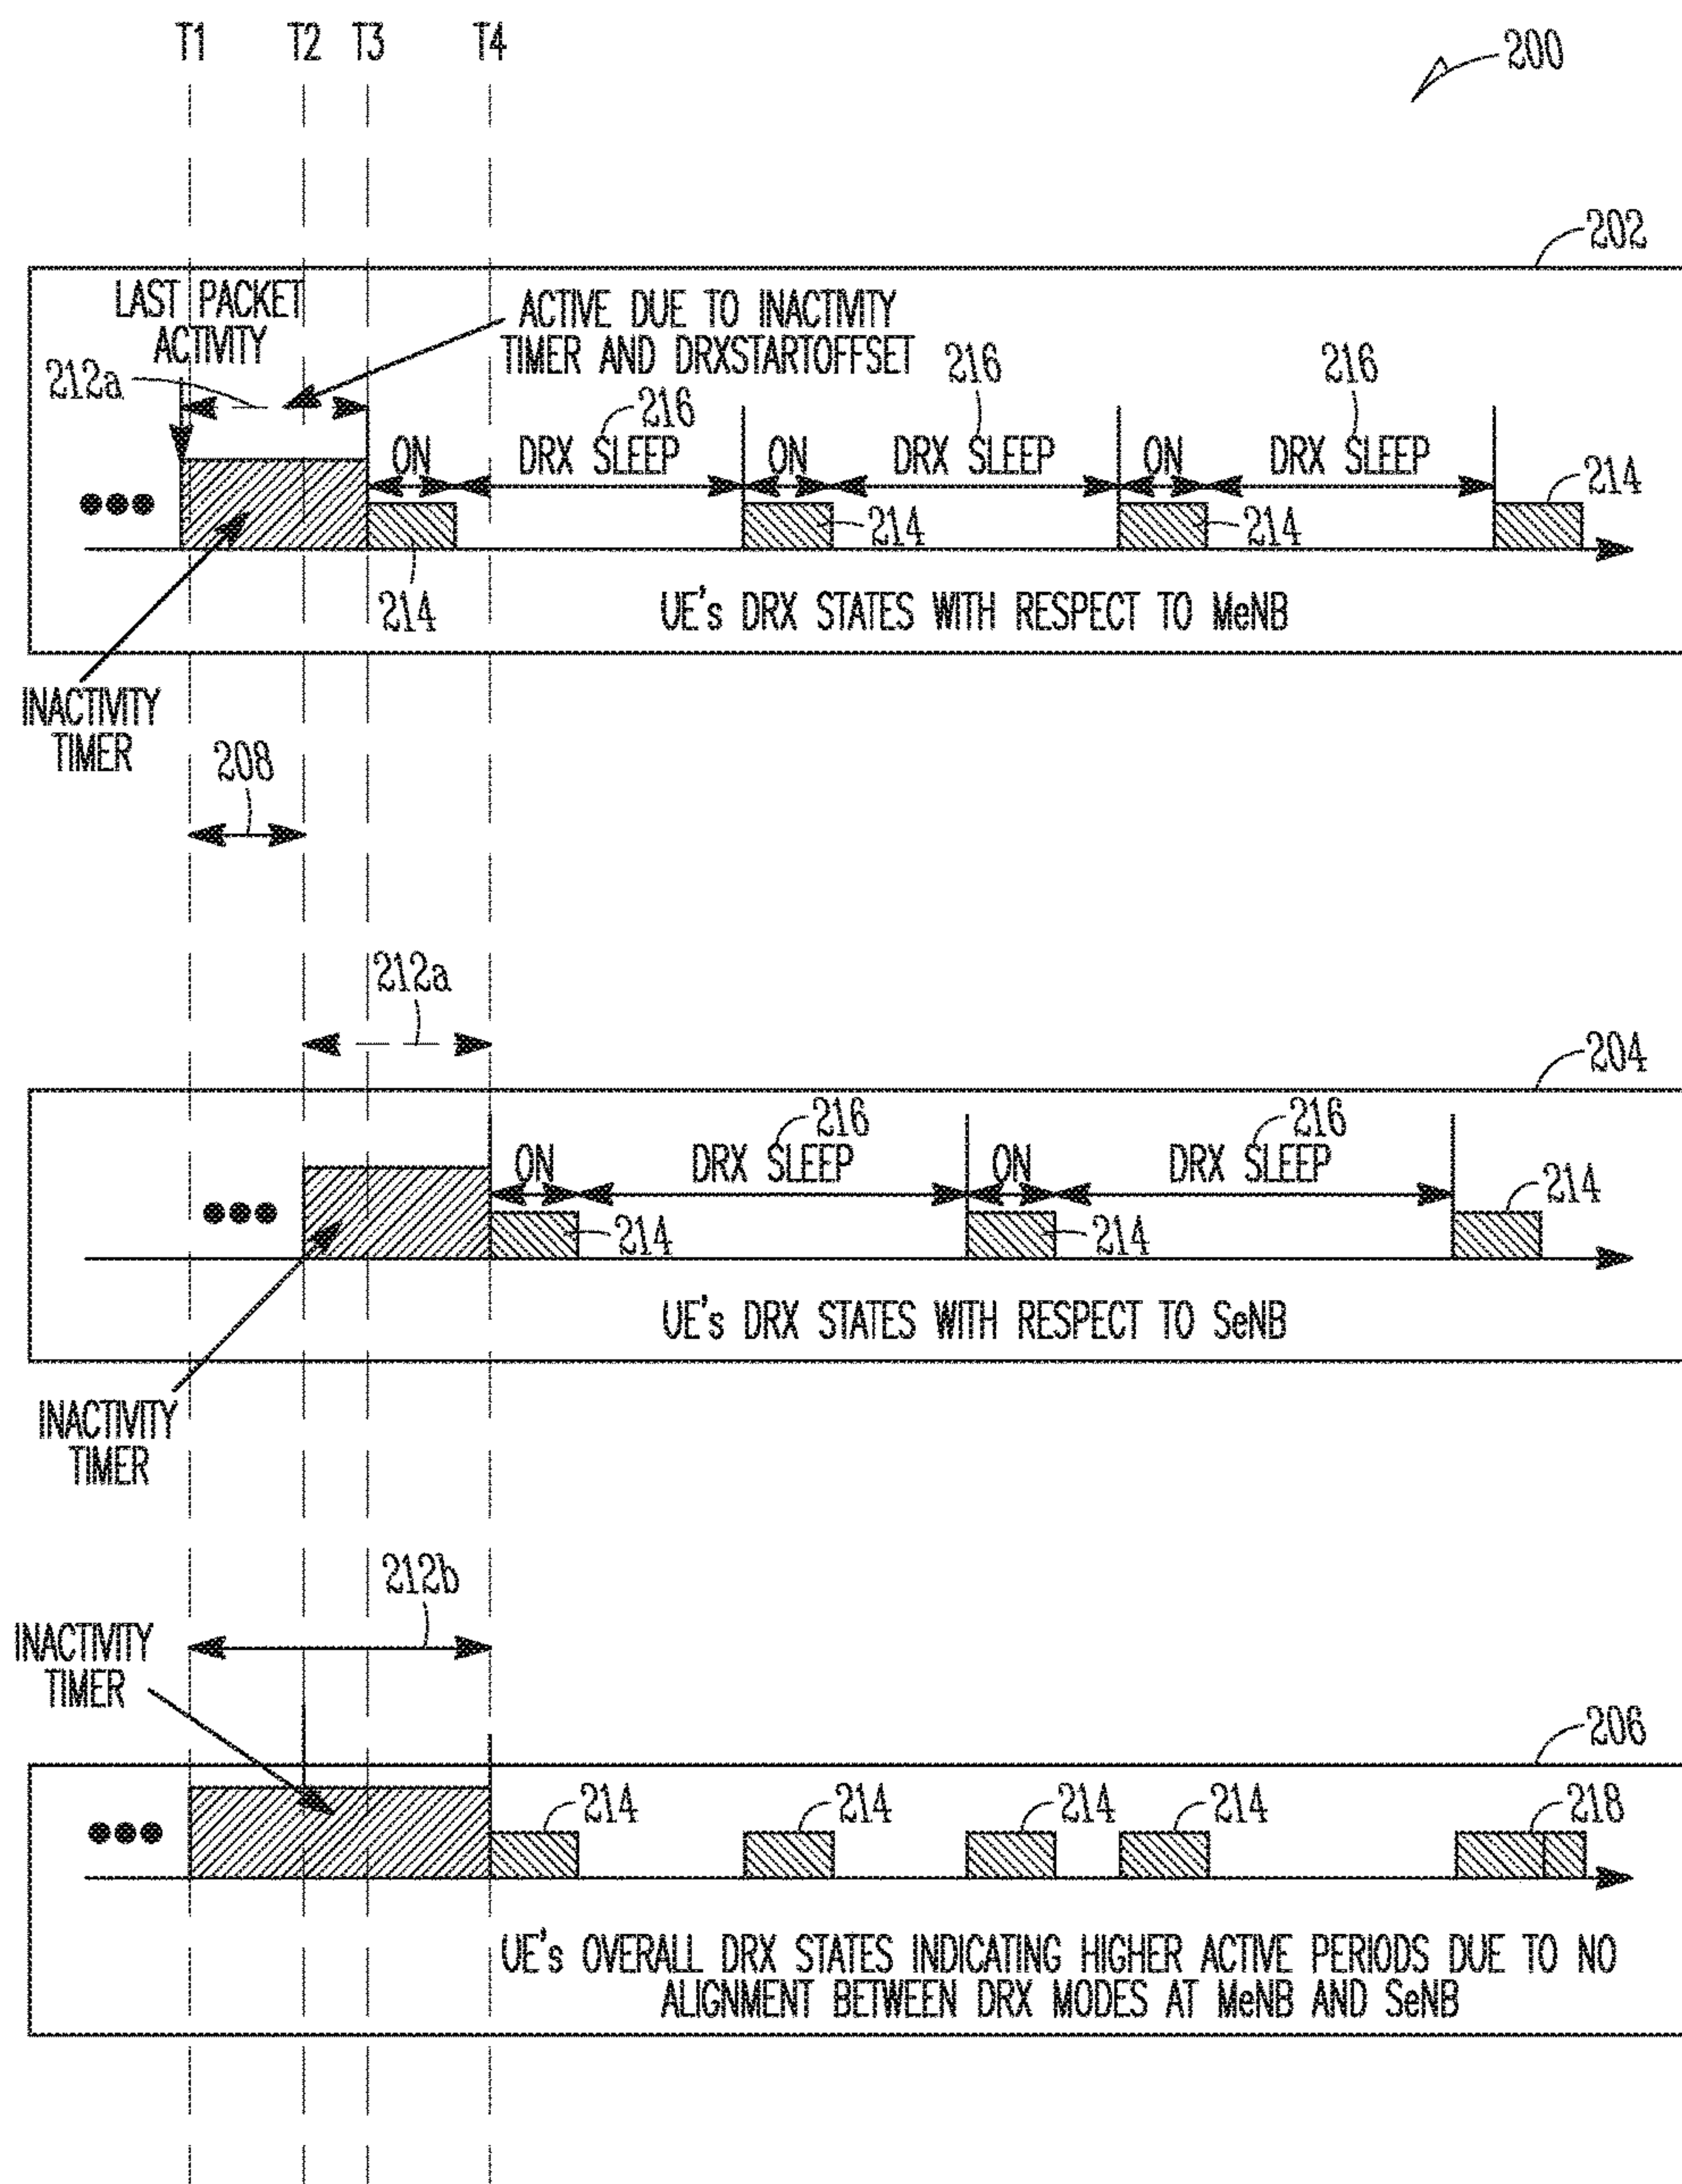 T1 T2 T3 T4
200
202
LAST PACKET
ACTIVITY
ACTIVE DUE TO INACTIVITY
TIMER AND DRXSTARTOFFSET
212a
216
216
216
ON DRX SLEEP ON DRX SLEEP ON DRX SLEEP
214
214
214
214
UE's DRX STATES WITH RESPECT TO MeNB
INACTIVITY
TIMER
208
212a
204
216
216
ON DRX SLEEP ON DRX SLEEP
214
214
214
UE's DRX STATES WITH RESPECT TO SeNB
INACTIVITY
TIMER
212b
INACTIVITY
TIMER
206
214 214 214 214 218
UE's OVERALL DRX STATES INDICATING HIGHER ACTIVE PERIODS DUE TO NO
ALIGNMENT BETWEEN DRX MODES AT MeNB AND SeNB